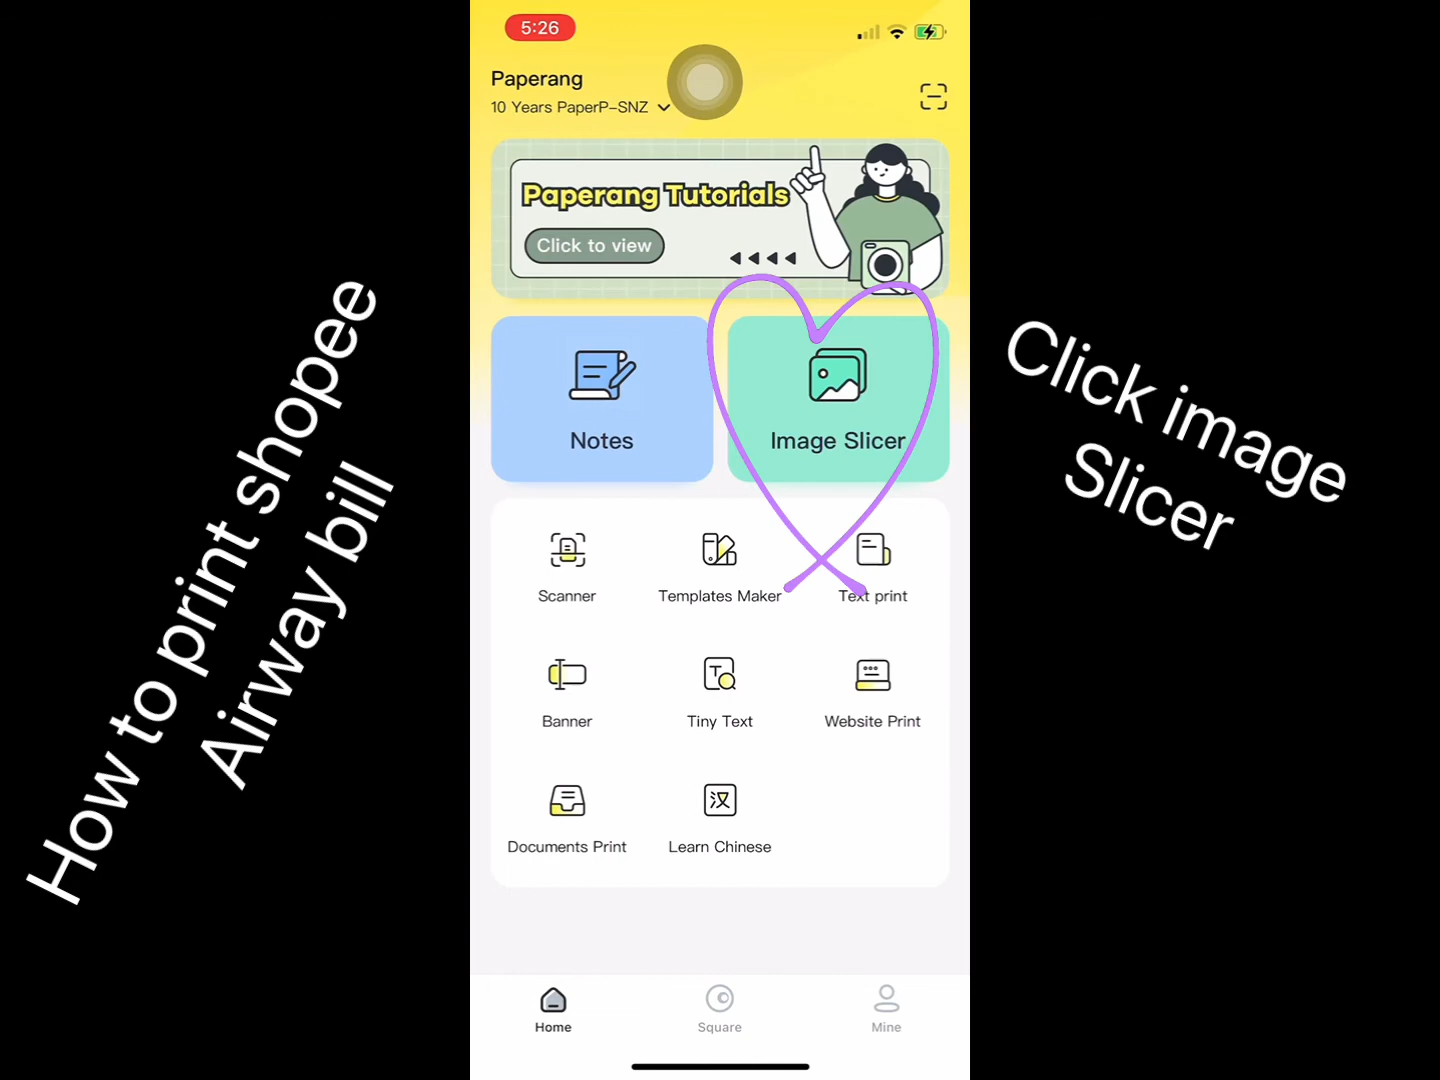 5:26
Paperang
10 Years PaperP-SNZ
Paperang Tutorials
Click to view
Notes
Image Slicer
Scanner
Templates Maker
Text print
Banner
Tiny Text
Website Print
汉
Documents Print
Learn Chinese
Home
Square
Mine
How to print shopee
Airway bill
Click image
Slicer